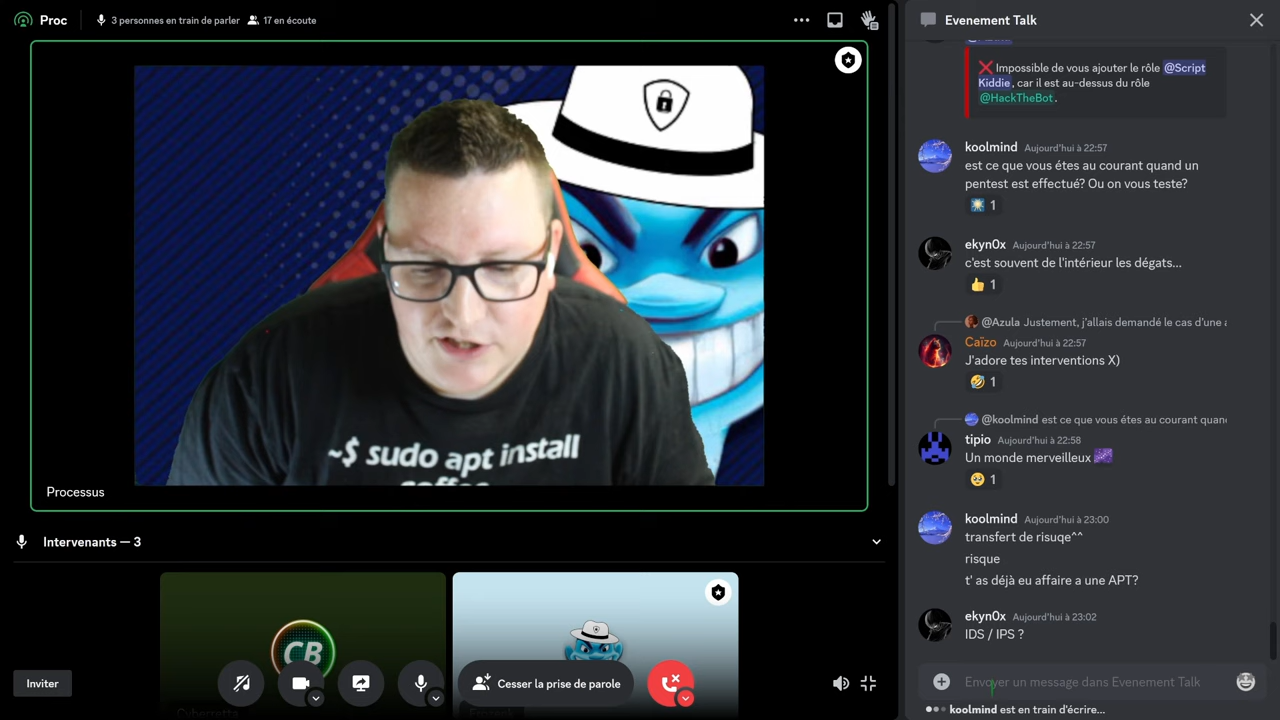 Proc
3 personnes en train de parler
17 en écoute
Evenement Talk
Impossible de vous ajouter le rôle @Script
Kiddie, car il est au-dessus du rôle
@HackTheBot.
koolmind Aujourd'hui à 22:57
est ce que vous étes au courant quand un
pentest est effectué? Ou on vous teste?
1
ekyn0x Aujourd'hui à 22:57
c'est souvent de l'intérieur les dégats...
1
@Azula Justement, j'allais demandé le cas d'une
Caïzo Aujourd'hui à 22:57
J'adore tes interventions X)
1
@koolmind est ce que vous étes au courant
tipio Aujourd'hui à 22:58
Un monde merveilleux
1
koolmind Aujourd'hui à 23:00
transfert de risuqe^^
risque
t' as déjà eu affaire a une APT?
ekyn0x Aujourd'hui à 23:02
IDS / IPS ?
Envoyer un message dans Evenement Talk
koolmind est en train d'écrire...
~$ sudo apt install
Processus
Intervenants — 3
CB
Inviter
Cesser la prise de parole